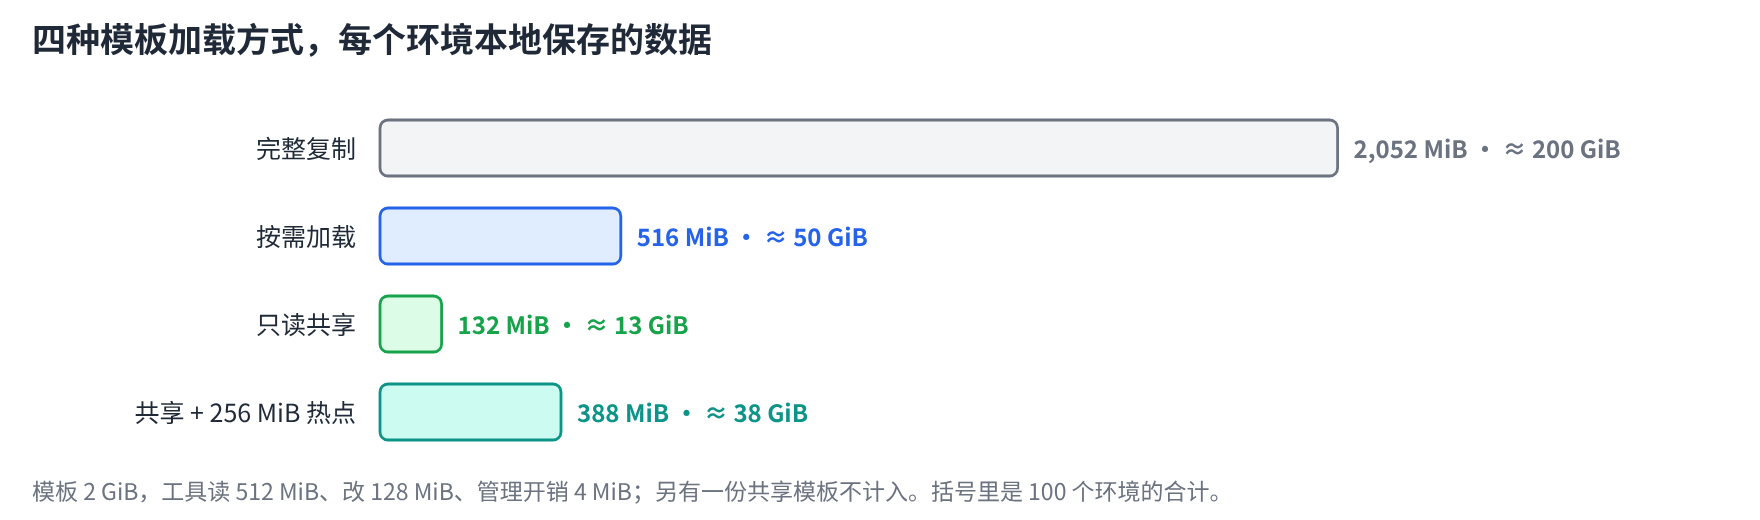 四种模板加载方式，每个环境本地保存的数据
完整复制 2,052 MiB · ≈ 200 GiB
按需加载 516 MiB · ≈ 50 GiB
只读共享 132 MiB · ≈ 13 GiB
共享 + 256 MiB 热点 388 MiB · ≈ 38 GiB
模板 2 GiB，工具读 512 MiB、改 128 MiB、管理开销 4 MiB；另有一份共享模板不计入。括号里是 100 个环境的合计。